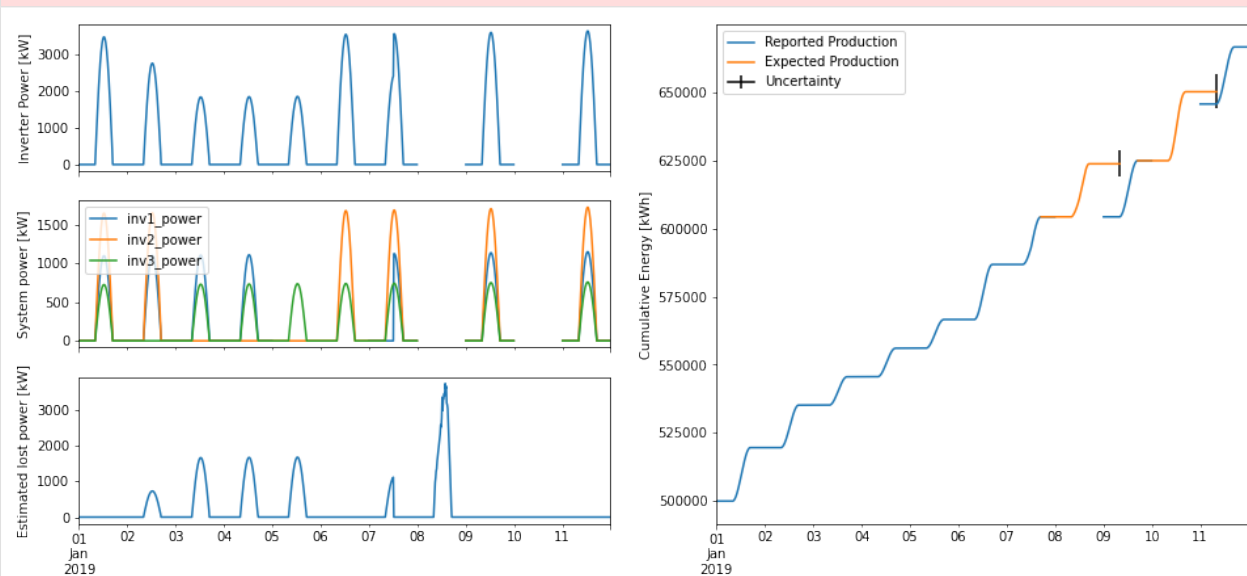 Inverter Power [kW]
3000
2000
1000
0
System power [kW]
1500
1000
500
0
inv1_power
inv2_power
inv3_power
Estimated lost power [kW]
3000
2000
1000
0
01 02 03 04 05 06 07 08 09 10 11
Jan
2019
Cumulative Energy [kWh]
650000
625000
600000
575000
550000
525000
500000
Reported Production
Expected Production
Uncertainty
01 02 03 04 05 06 07 08 09 10 11
Jan
2019